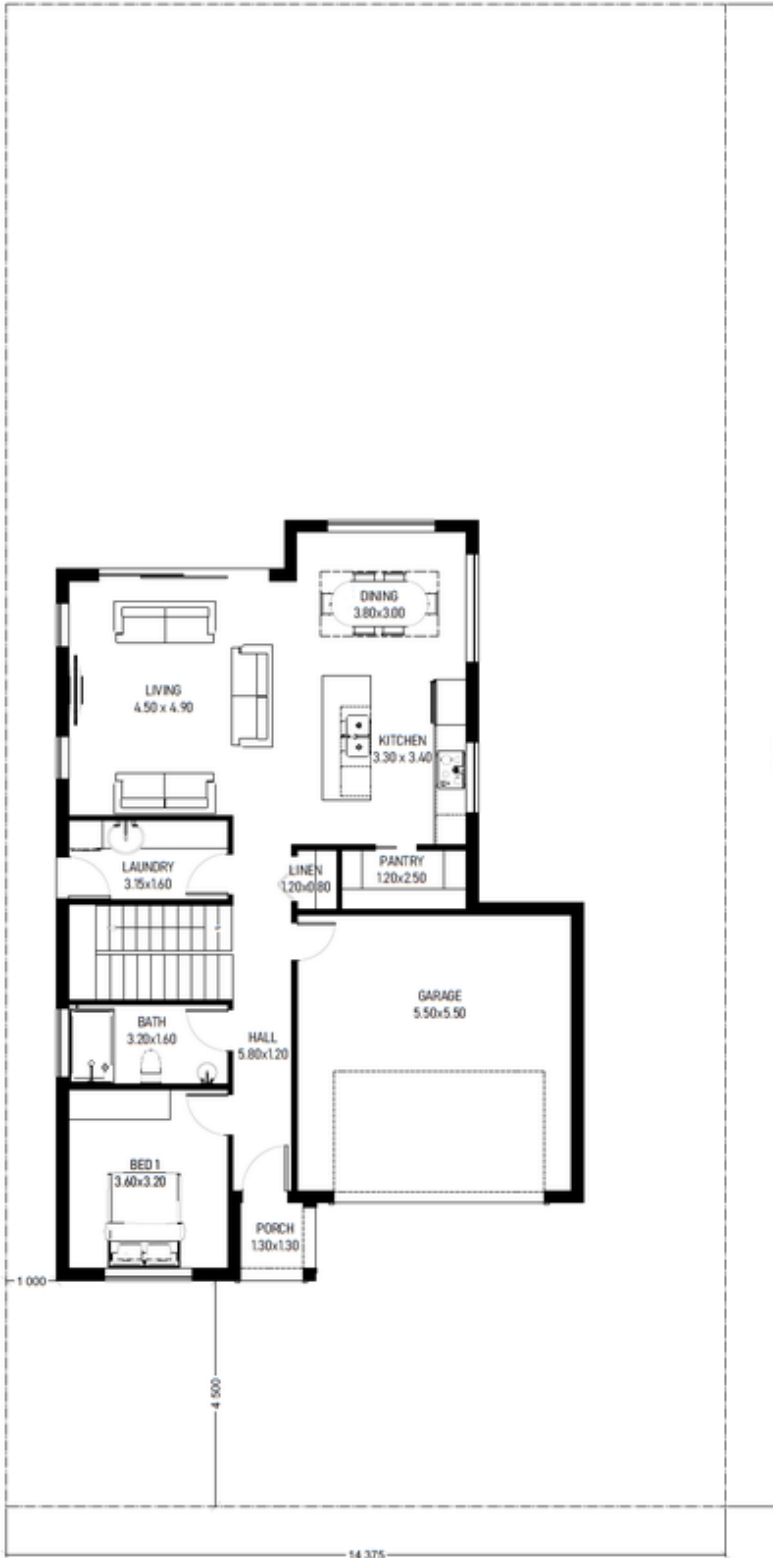 DINING
3.80x3.00
LIVING
4.50 x 4.90
KITCHEN
3.30 x 3.40
LAUNDRY
3.15x1.60
LINEN
1.20x0.80
PANTRY
1.20x2.50
GARAGE
5.50x5.50
BATH
3.20x1.60
HALL
5.80x1.20
BED 1
3.60x3.20
PORCH
1.30x1.30
1 000
4 500
14 375